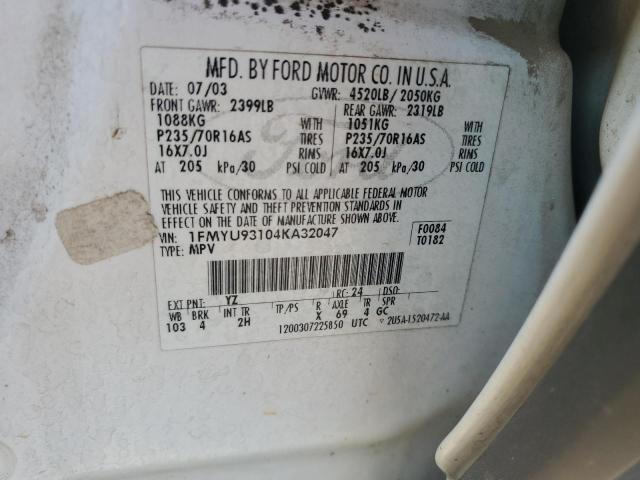 MFD. BY FORD MOTOR CO. IN U.S.A.
DATE: 07/03 GVWR: 4520LB/ 2050KG
FRONT GAWR: 2399LB REAR GAWR: 2319LB
1088KG WITH 1051KG WITH
P235/70R16AS TIRES P235/70R16AS TIRES
16X7.0J RIMS 16X7.0J RIMS
AT 205 kPa/30 PSI COLD AT 205 kPa/30 PSI COLD
THIS VEHICLE CONFORMS TO ALL APPLICABLE FEDERAL MOTOR
VEHICLE SAFETY AND THEFT PREVENTION STANDARDS IN
EFFECT ON THE DATE OF MANUFACTURE SHOWN ABOVE.
VIN: 1FMYU93104KA32047 F0084
TYPE: MPV T0182
EXT PNT: YZ RC: 24 DSO:
WB BRK INT TR TP/PS R AXLE TR SPR
103 4 2H X 69 4 GC
1200307225850 UTC 2U5A-1520472-AA
Ford